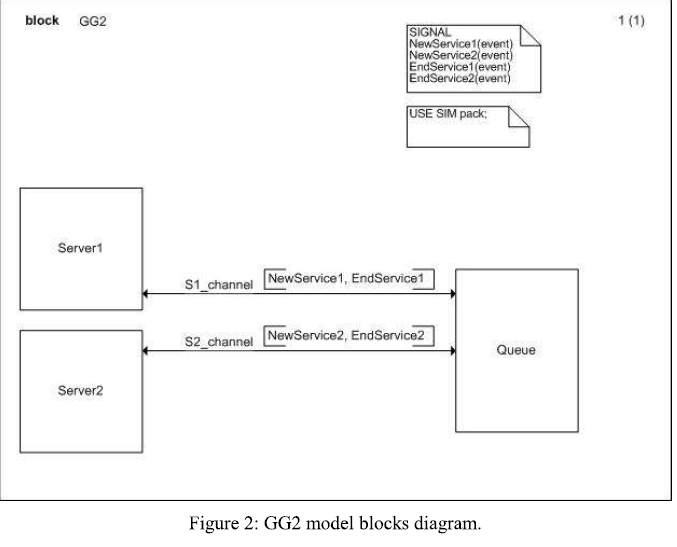 block GG2 1 (1)
SIGNAL
NewService1(event)
NewService2(event)
EndService1(event)
EndService2(event)
USE SIM pack;
Server1
S1_channel NewService1, EndService1
S2_channel NewService2, EndService2
Queue
Server2
Figure 2: GG2 model blocks diagram.